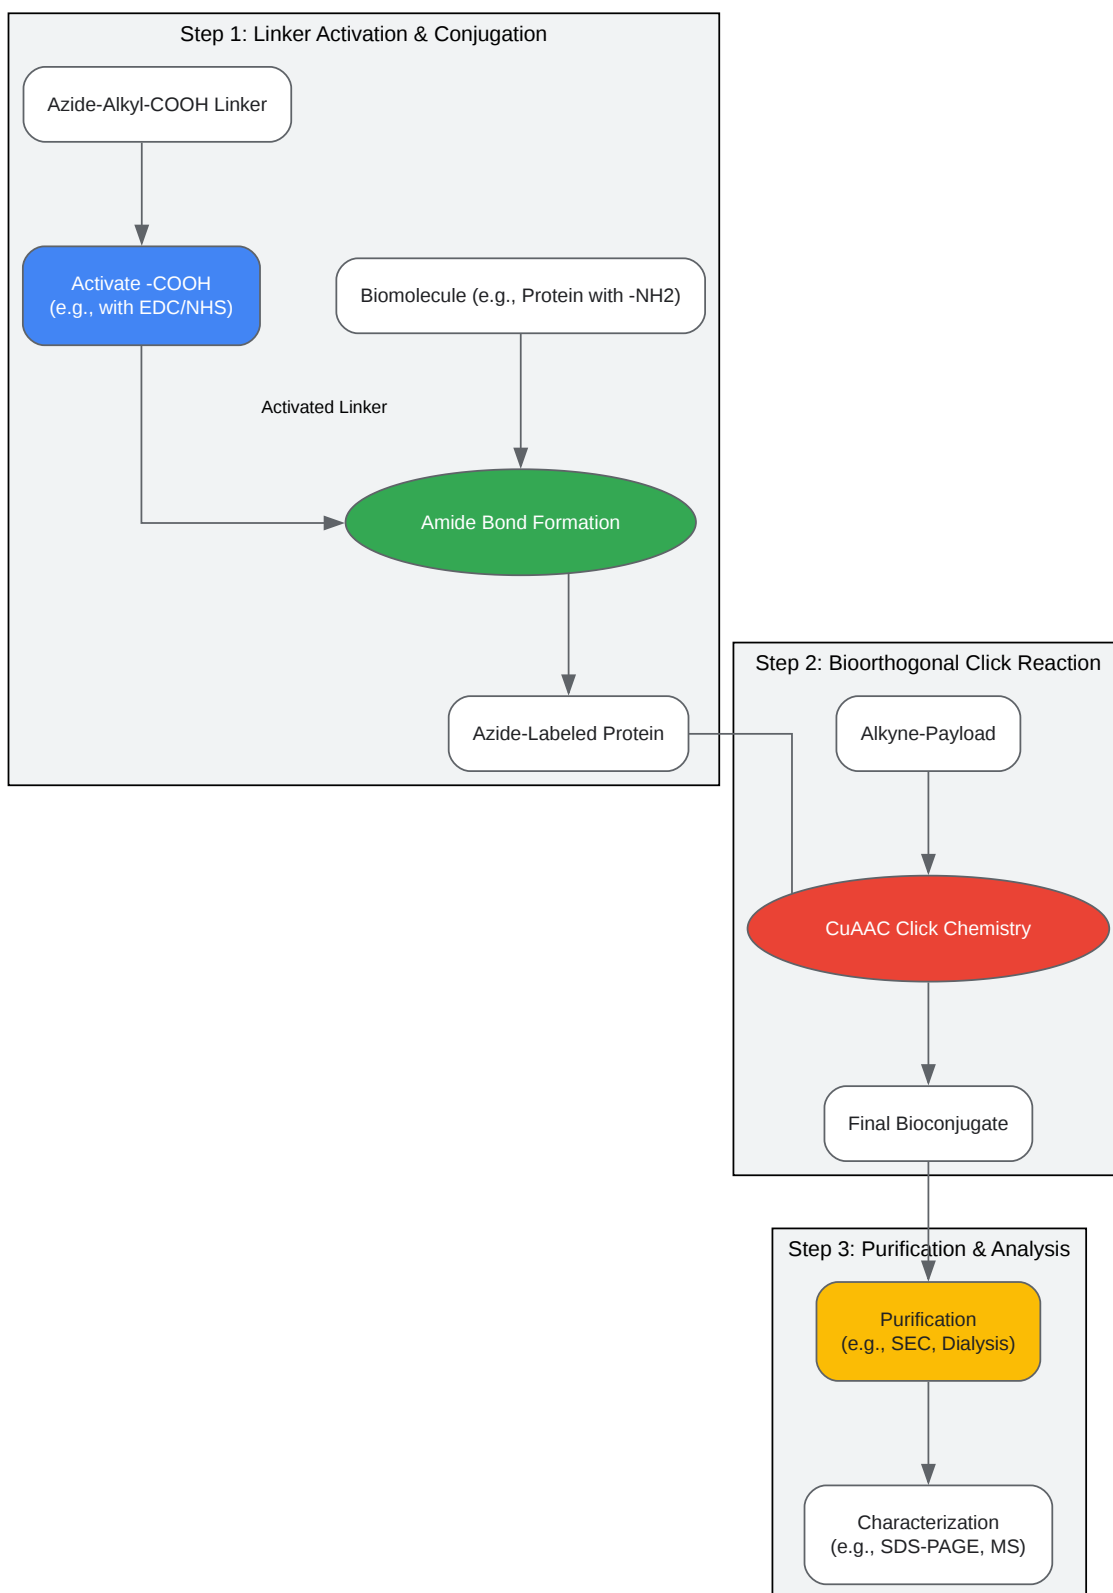 Step 1: Linker Activation & Conjugation
Azide-Alkyl-COOH Linker
Activate -COOH
(e.g., with EDC/NHS)
Biomolecule (e.g., Protein with -NH2)
Activated Linker
Amide Bond Formation
Azide-Labeled Protein
Step 2: Bioorthogonal Click Reaction
Alkyne-Payload
CuAAC Click Chemistry
Final Bioconjugate
Step 3: Purification & Analysis
Purification
(e.g., SEC, Dialysis)
Characterization
(e.g., SDS-PAGE, MS)